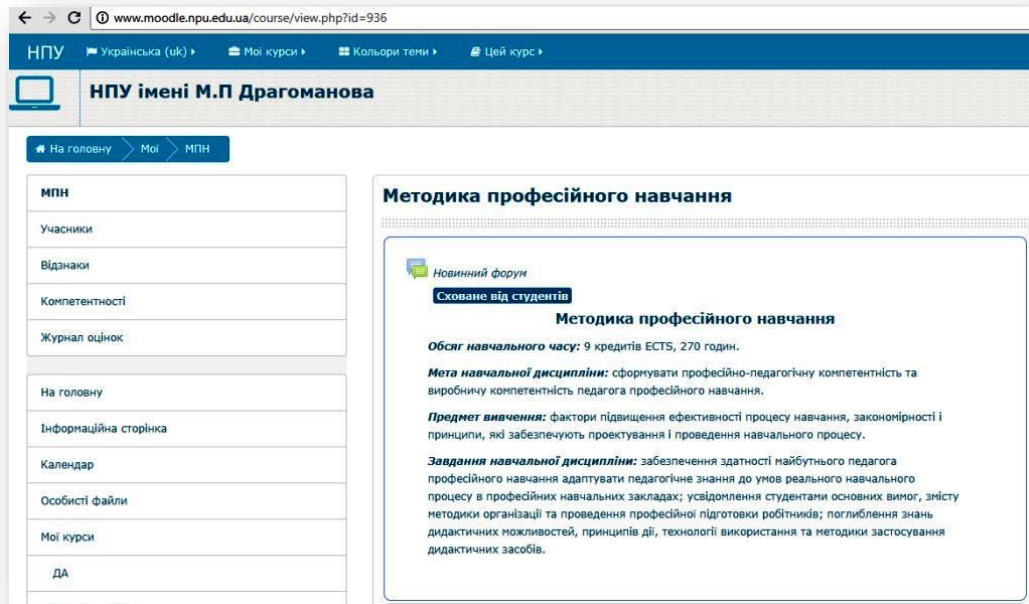 www.moodle.npu.edu.ua/course/view.php?id=936
НПУ Українська (uk) Мої курси Кольори теми Цей курс
НПУ імені М.П Драгоманова
На головну Мої МПН
МПН
Учасники
Відзнаки
Компетентності
Журнал оцінок
На головну
Інформаційна сторінка
Календар
Особисті файли
Мої курси
ДА
Методика професійного навчання
Новинний форум
Сховане від студентів
Методика професійного навчання
Обсяг навчального часу: 9 кредитів ECTS, 270 годин.
Мета навчальної дисципліни: сформувати професійно-педагогічну компетентність та
виробничу компетентність педагога професійного навчання.
Предмет вивчення: фактори підвищення ефективності процесу навчання, закономірності і
принципи, які забезпечують проектування і проведення навчального процесу.
Завдання навчальної дисципліни: забезпечення здатності майбутнього педагога
професійного навчання адаптувати педагогічне знання до умов реального навчального
процесу в професійних навчальних закладах; усвідомлення студентами основних вимог, змісту
методики організації та проведення професійної підготовки робітників; поглиблення знань
дидактичних можливостей, принципів дії, технології використання та методики застосування
дидактичних засобів.